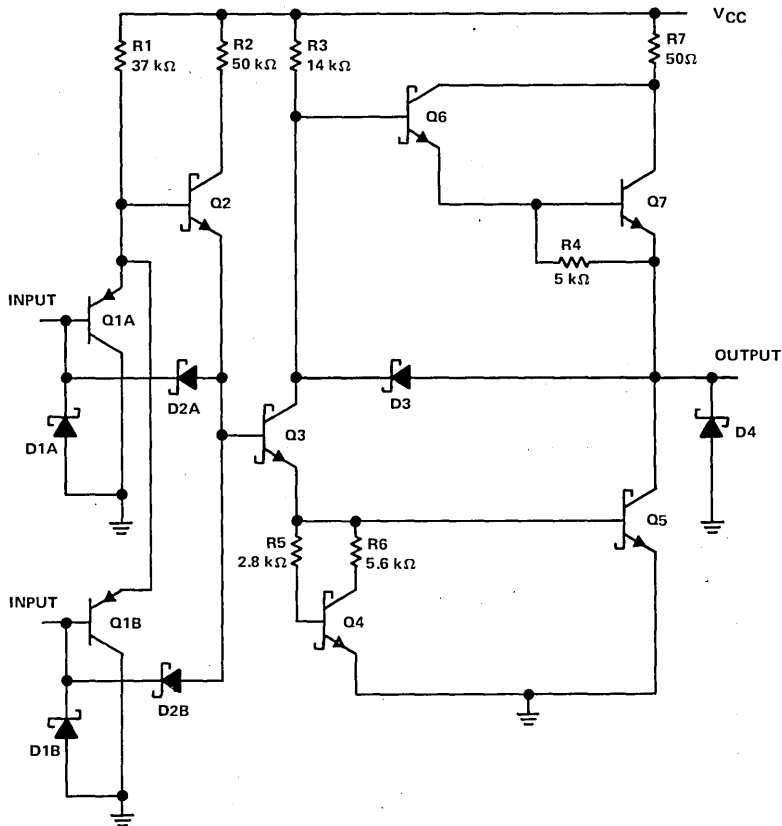 VCC
R1
37 kΩ
R2
50 kΩ
R3
14 kΩ
R7
50Ω
Q6
Q2
Q7
R4
5 kΩ
INPUT
Q1A
OUTPUT
D2A
D3
D1A
Q3
D4
Q5
R5
2.8 kΩ
R6
5.6 kΩ
INPUT
Q1B
Q4
D2B
D1B